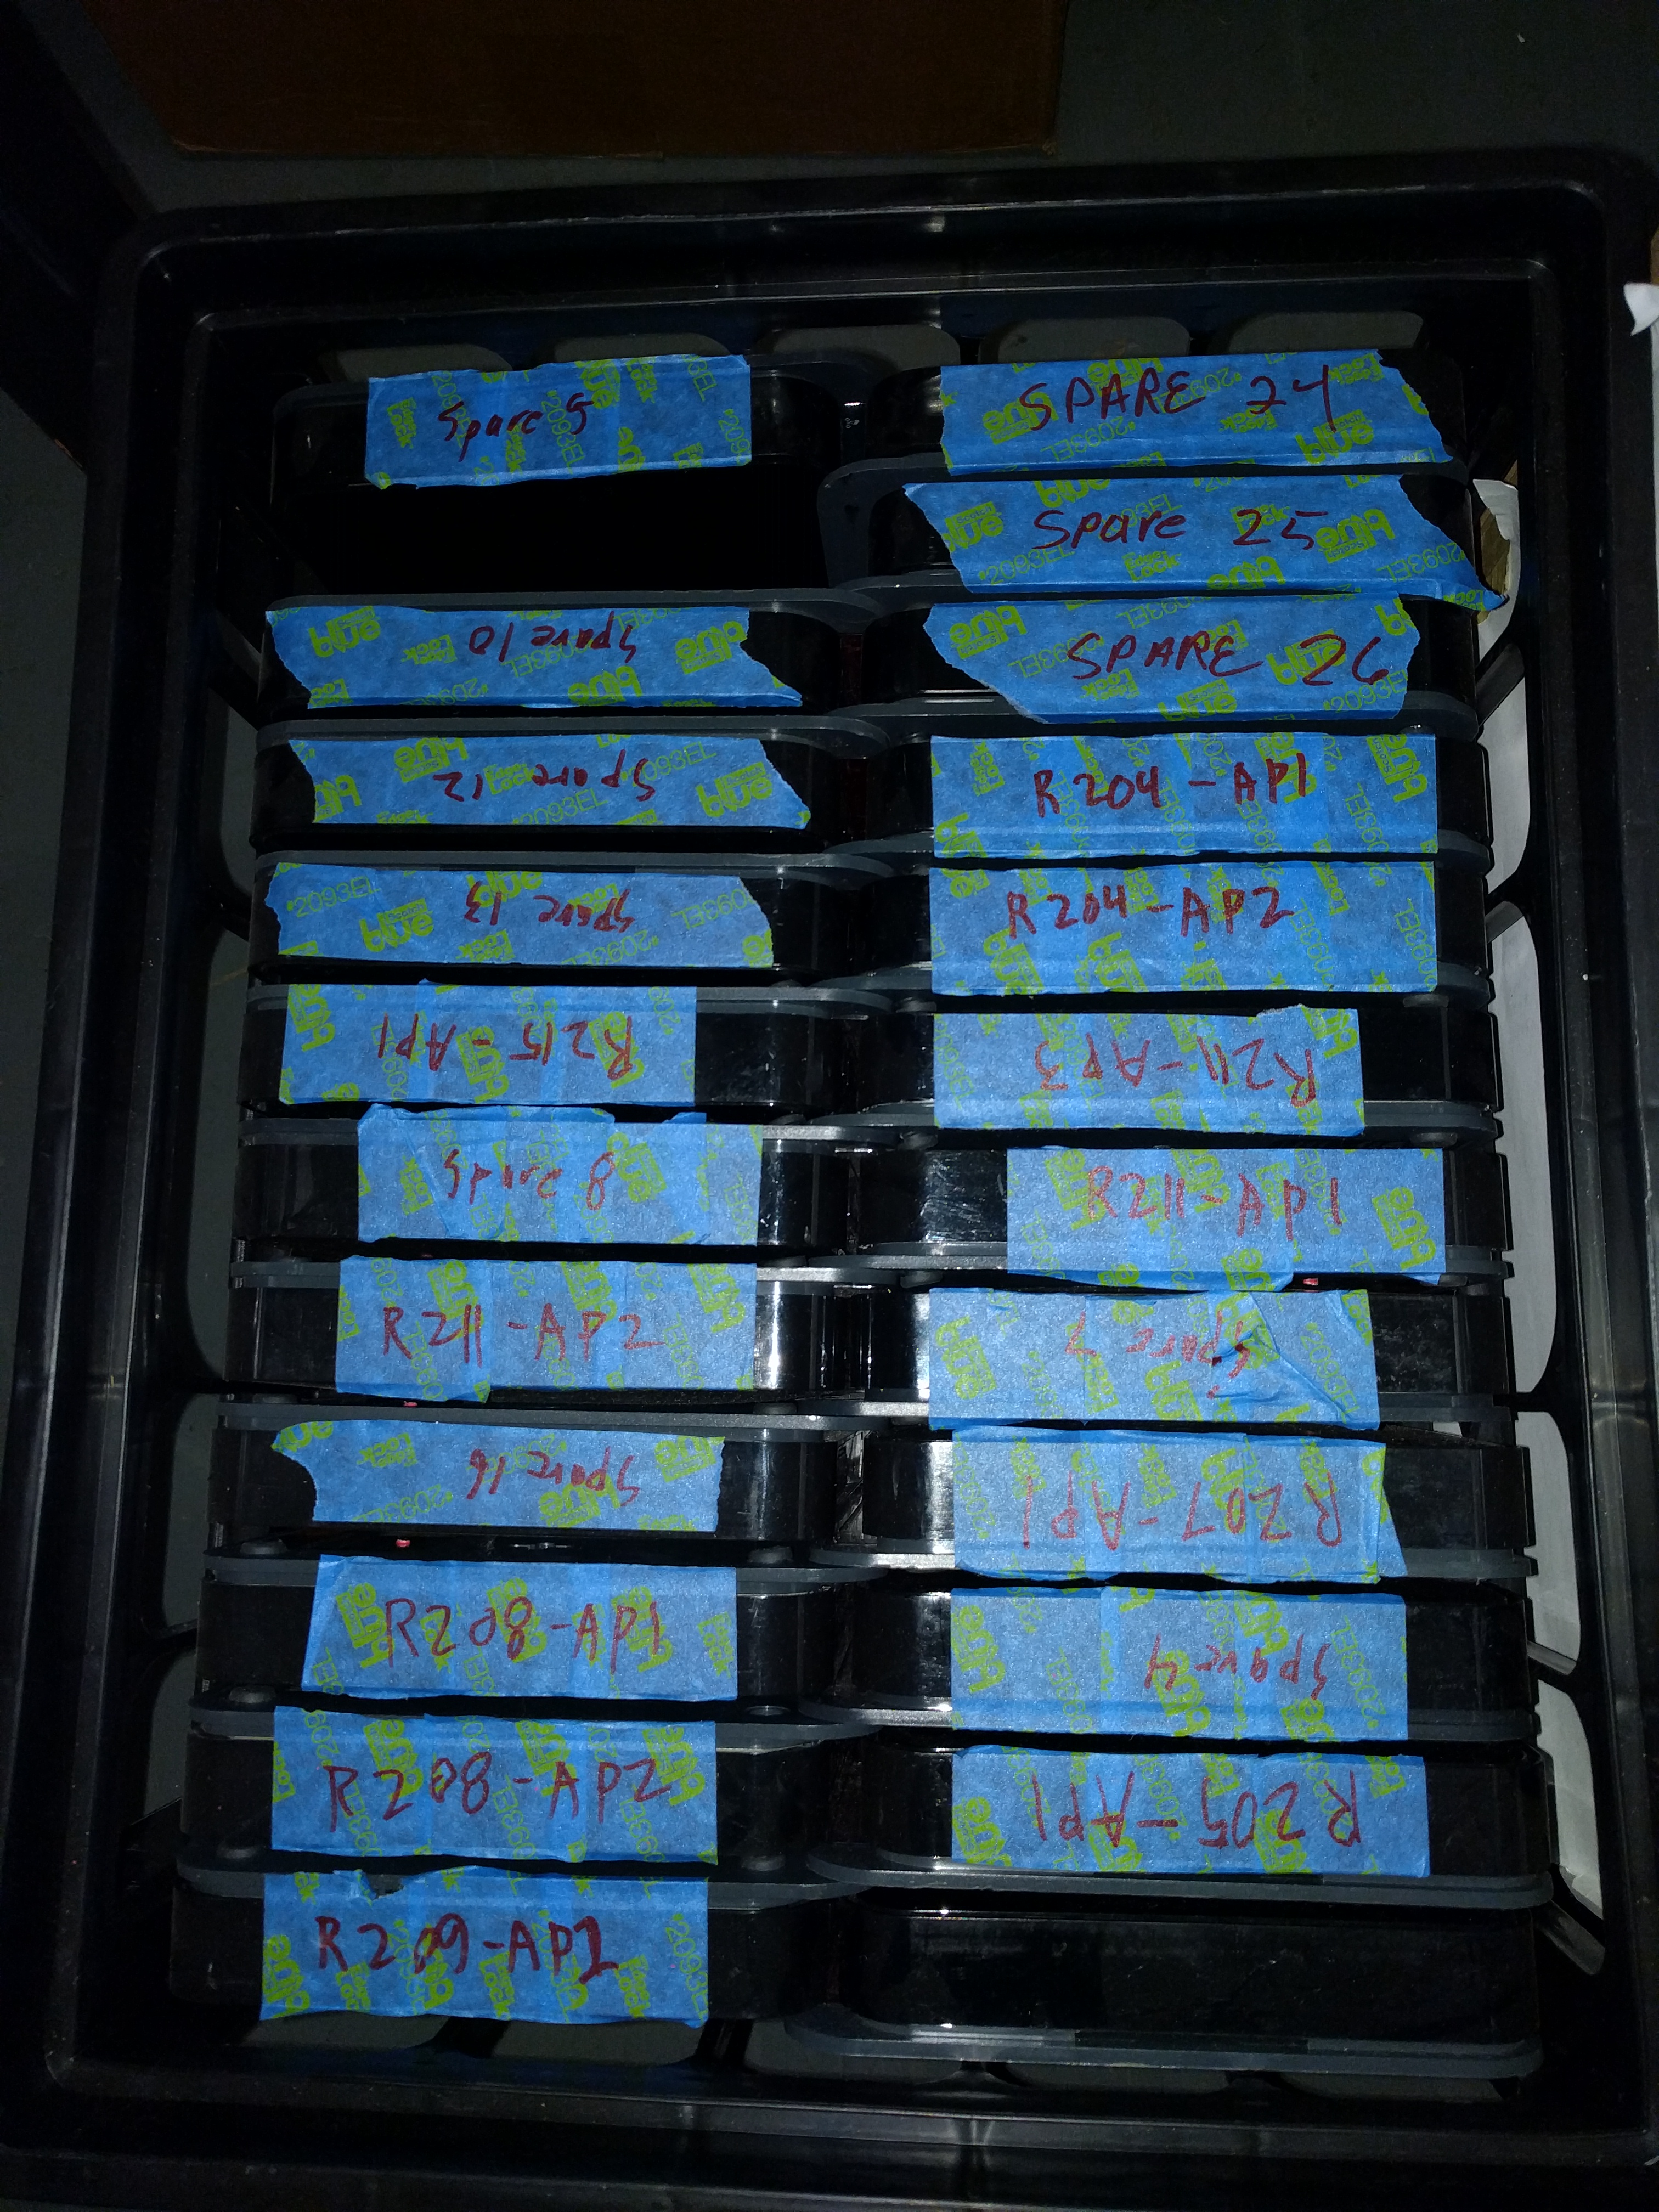 Spare 5
Spare 10
Spare 12
Spare 13
R215-AP1
Spare 8
R211-AP2
Spare 16
R208-AP1
R208-AP2
R209-AP1
SPARE 24
Spare 25
SPARE 26
R204-AP1
R204-AP2
R211-AP3
R211-AP1
Spare 7
R207-AP1
Spare 4
R205-AP1